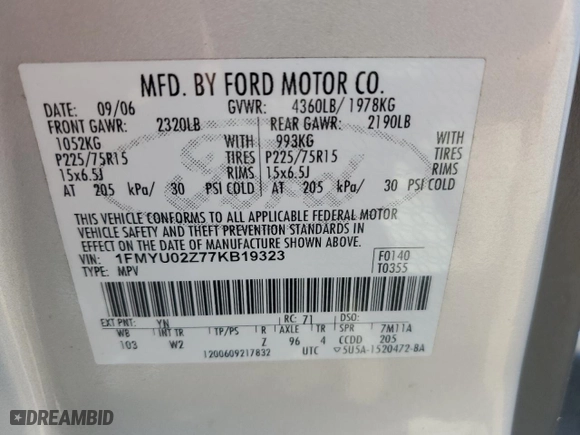 MFD. BY FORD MOTOR CO.
DATE: 09/06 GVWR: 4360LB/ 1978KG
FRONT GAWR: 2320LB REAR GAWR: 2190LB
1052KG WITH 993KG WITH
P225/75R15 TIRES P225/75R15 TIRES
15x6.5J RIMS 15x6.5J RIMS
AT 205 kPa/ 30 PSI COLD AT 205 kPa/ 30 PSI COLD
THIS VEHICLE CONFORMS TO ALL APPLICABLE FEDERAL MOTOR
VEHICLE SAFETY AND THEFT PREVENTION STANDARDS IN
EFFECT ON THE DATE OF MANUFACTURE SHOWN ABOVE.
VIN: 1FMYU02Z77KB19323 F0140
TYPE: MPV T0355
EXT PNT: YN RC: 71 DSO:
WB INT TR TP/PS R AXLE TR SPR 7M11A
103 W2 Z 96 4 CCDD 205
1200609217832 UTC 5U5A-1520472-BA
Ford
DREAMBID